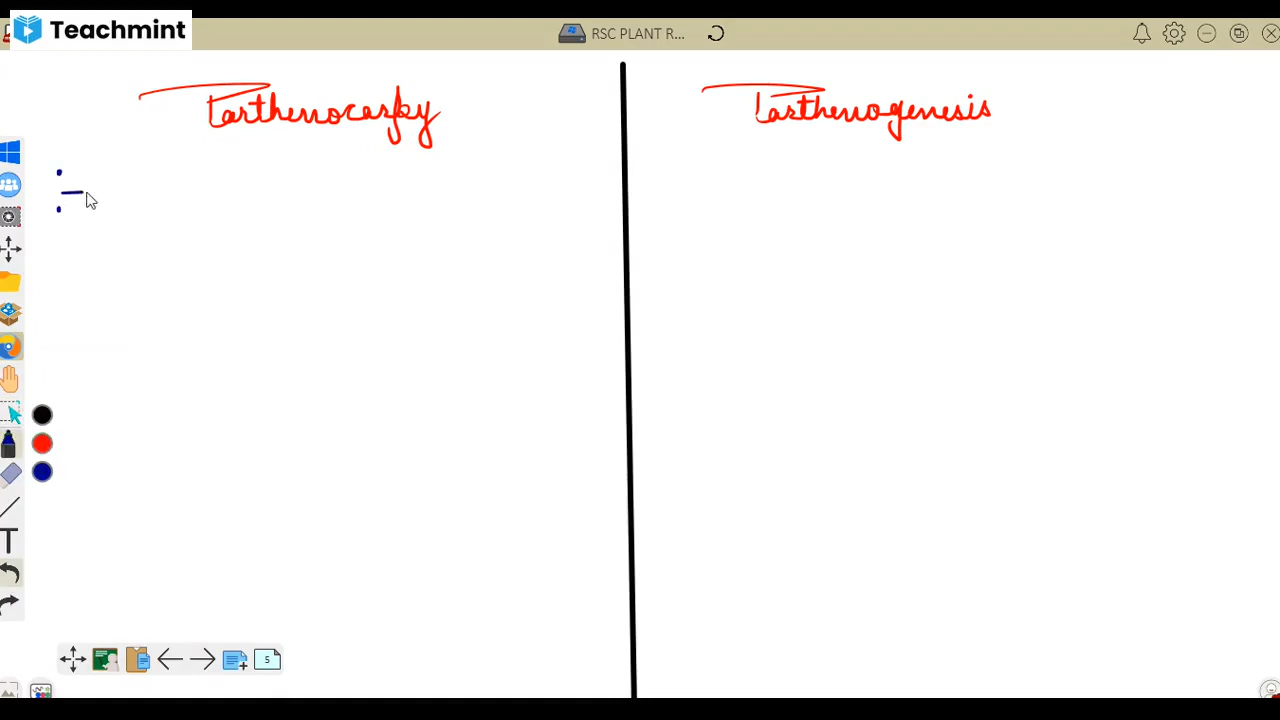 Teachmint
RSC PLANT R...
Parthenocarpy
Parthenogenesis
:-
T
5